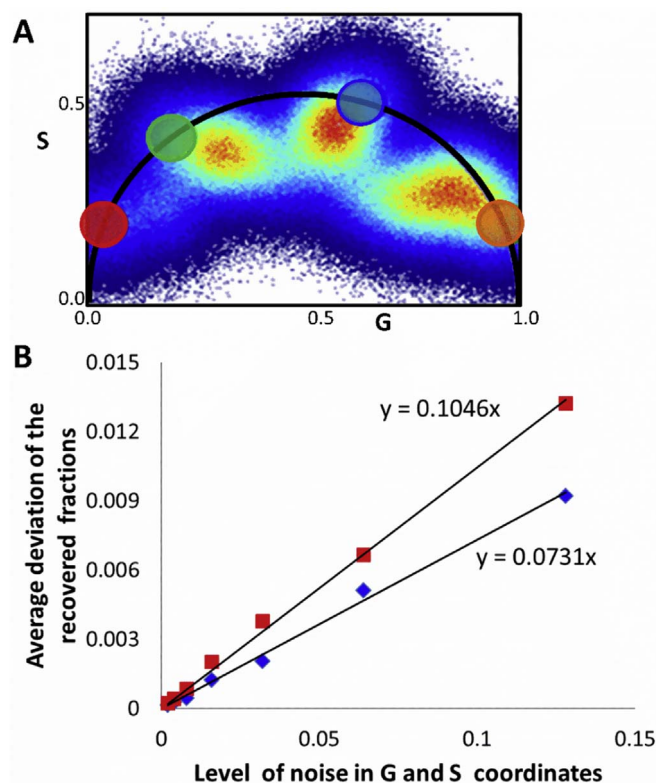 A
0.5
S
0.0
0.0
0.5
G
1.0
B
0.015
0.012
0.009
0.006
0.003
0
Average deviation of the
recovered fractions
y = 0.1046x
y = 0.0731x
0
0.05
0.1
0.15
Level of noise in G and S coordinates